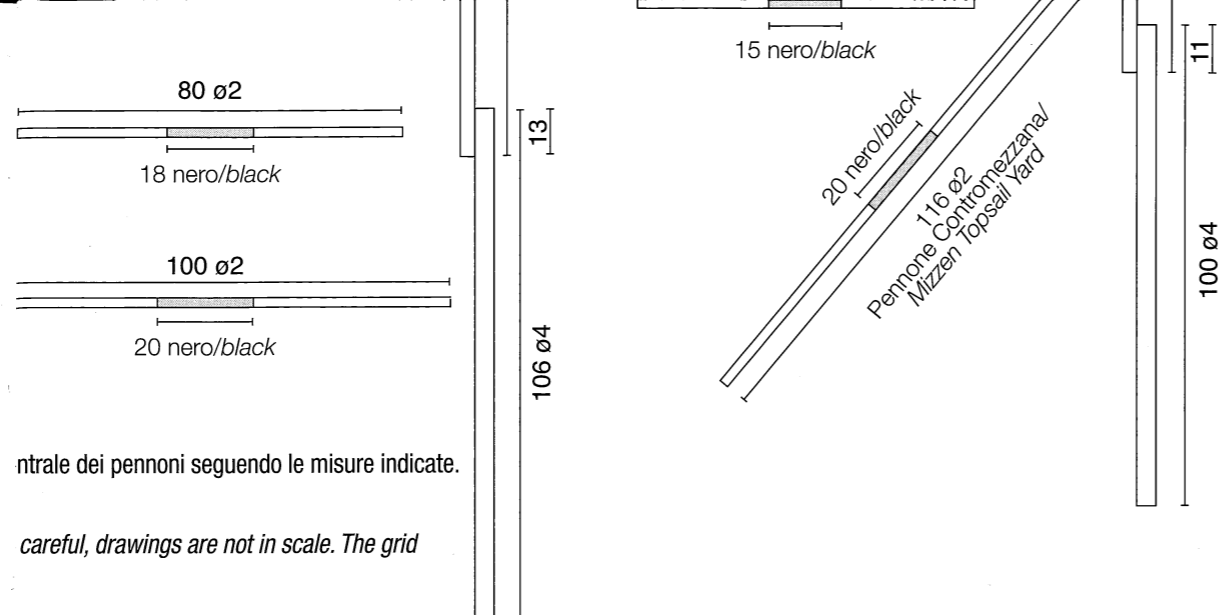 80 ø2
18 nero/black
13
100 ø2
20 nero/black
106 ø4
ntrale dei pennoni seguendo le misure indicate.
careful, drawings are not in scale. The grid
15 nero/black
11
20 nero/black
116 ø2
Pennone Contromezzana/
Mizzen Topsail Yard
100 ø4